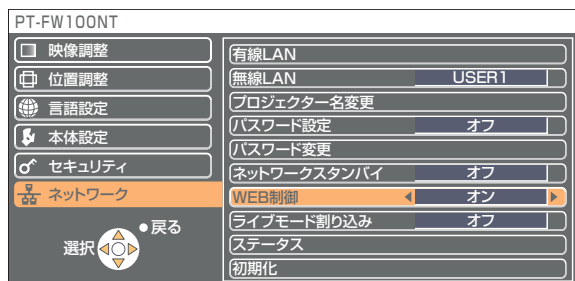 PT-FW100NT
映像調整
位置調整
言語設定
本体設定
セキュリティ
ネットワーク
戻る
選択
有線LAN
無線LAN USER1
プロジェクター名変更
パスワード設定 オフ
パスワード変更
ネットワークスタンバイ オフ
WEB制御 オン
ライブモード割り込み オフ
ステータス
初期化